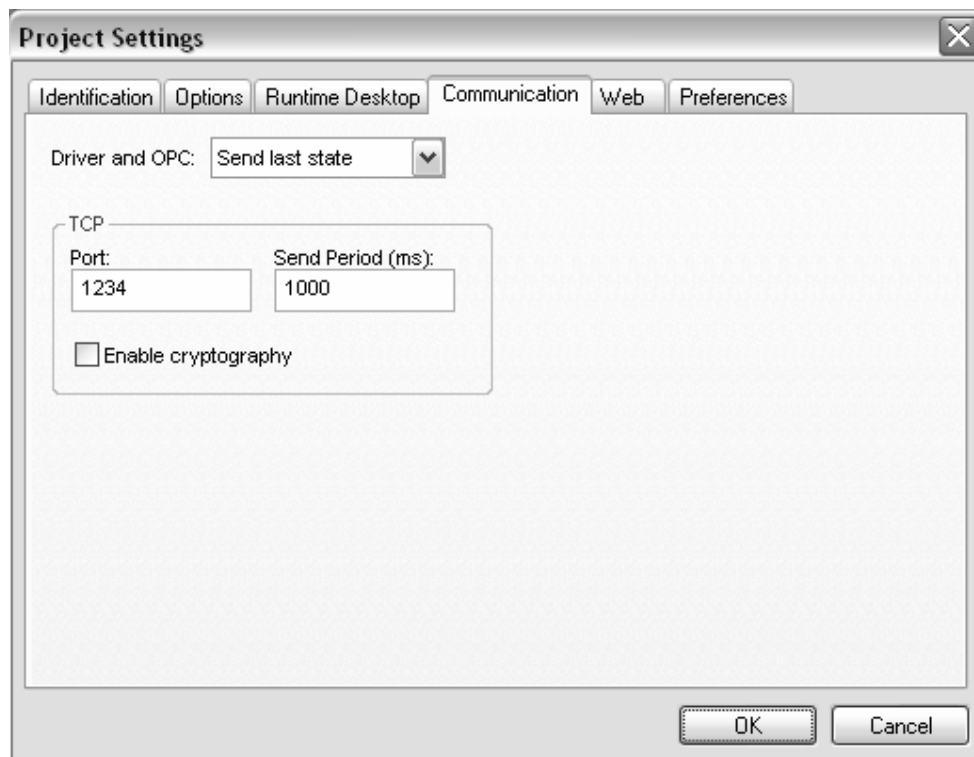 Project Settings
Identification Options Runtime Desktop Communication Web Preferences
Driver and OPC: Send last state
TCP
Port: Send Period (ms):
1234 1000
Enable cryptography
OK Cancel